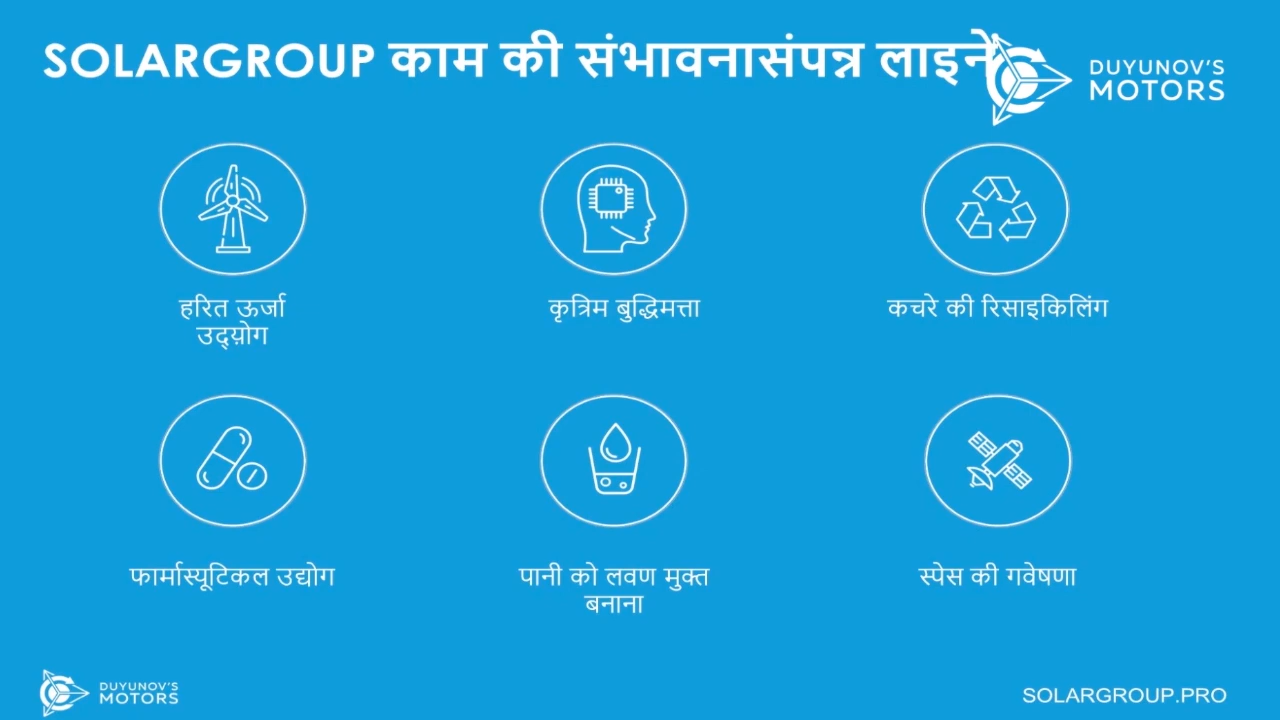 SOLARGROUP काम की संभावनासंपन्न लाइनें
DUYUNOV'S
MOTORS
हरित ऊर्जा
उद्य़ोग
कृत्रिम बुद्धिमत्ता
कचरे की रिसाइकिलिंग
फार्मास्यूटिकल उद्योग
पानी को लवण मुक्त
बनाना
स्पेस की गवेषणा
DUYUNOV'S
MOTORS
SOLARGROUP.PRO